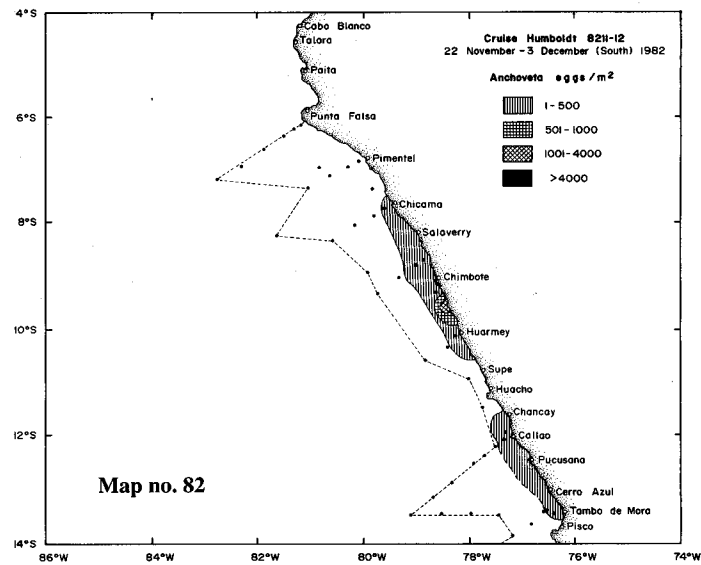 Cruise Humboldt 8211-12
22 November - 3 December (South) 1982
Anchoveta eggs/m²
1-500
501-1000
1001-4000
>4000
4°S
6°S
8°S
10°S
12°S
14°S
Cabo Blanco
Talara
Paita
Punta Falsa
Pimentel
Chicama
Salaverry
Chimbote
Huarmey
Supe
Huacho
Chancay
Callao
Pucusana
Cerro Azul
Tambo de Mora
Pisco
Map no. 82
86°W
84°W
82°W
80°W
78°W
76°W
74°W